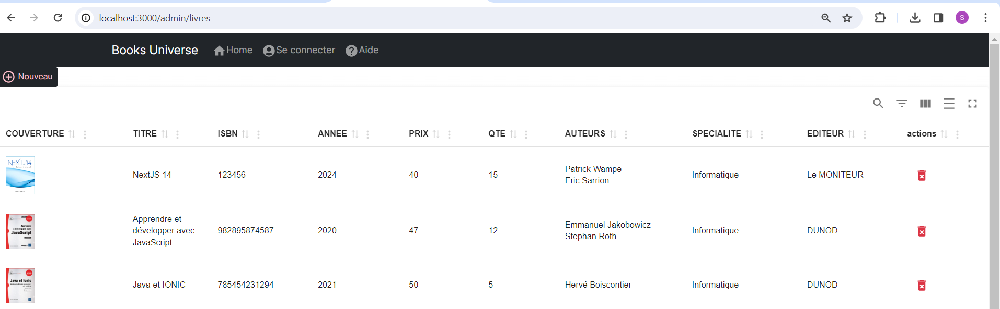 localhost:3000/admin/livres
S
Books Universe Home Se connecter Aide
Nouveau
COUVERTURE TITRE ISBN ANNEE PRIX QTE AUTEURS SPECIALITE EDITEUR actions
NEXT 14
NextJS 14 123456 2024 40 15 Patrick Wampe Informatique Le MONITEUR
Eric Sarrion
Apprendre
à développer avec
JavaScript
Apprendre et
développer avec
JavaScript
982895874587 2020 47 12 Emmanuel Jakobowicz Informatique DUNOD
Stephan Roth
Java et Ionic
Java et IONIC 785454231294 2021 50 5 Hervé Boiscontier Informatique DUNOD